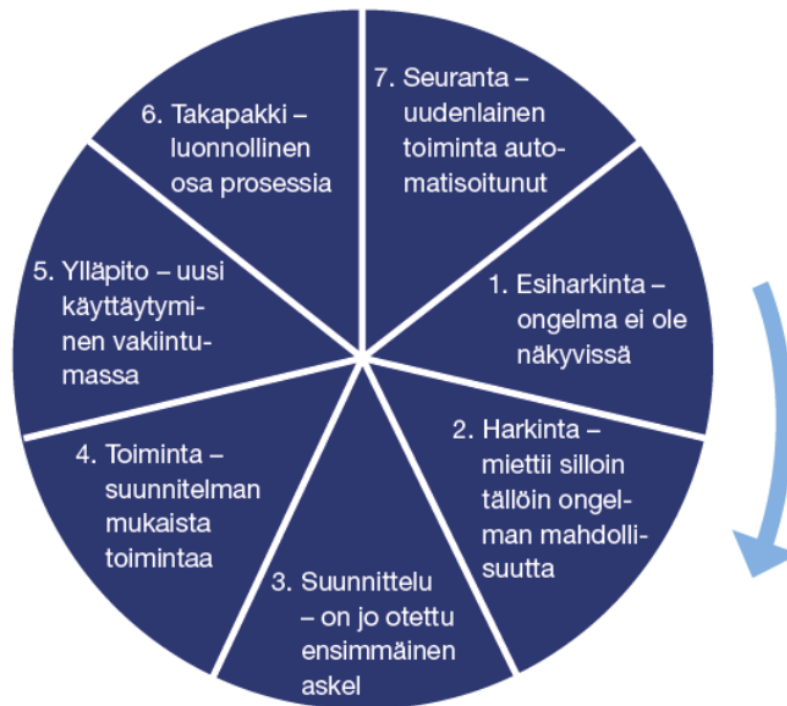 1. Esiharkinta –
ongelma ei ole
näkyvissä
2. Harkinta –
miettii silloin
tällöin ongel-
man mahdolli-
suutta
3. Suunnittelu
– on jo otettu
ensimmäinen
askel
4. Toiminta –
suunnitelman
mukaista
toimintaa
5. Ylläpito – uusi
käyttäytymi-
nen vakiintu-
massa
6. Takapakki –
luonnollinen
osa prosessia
7. Seuranta –
uudenlainen
toiminta auto-
matisoitunut